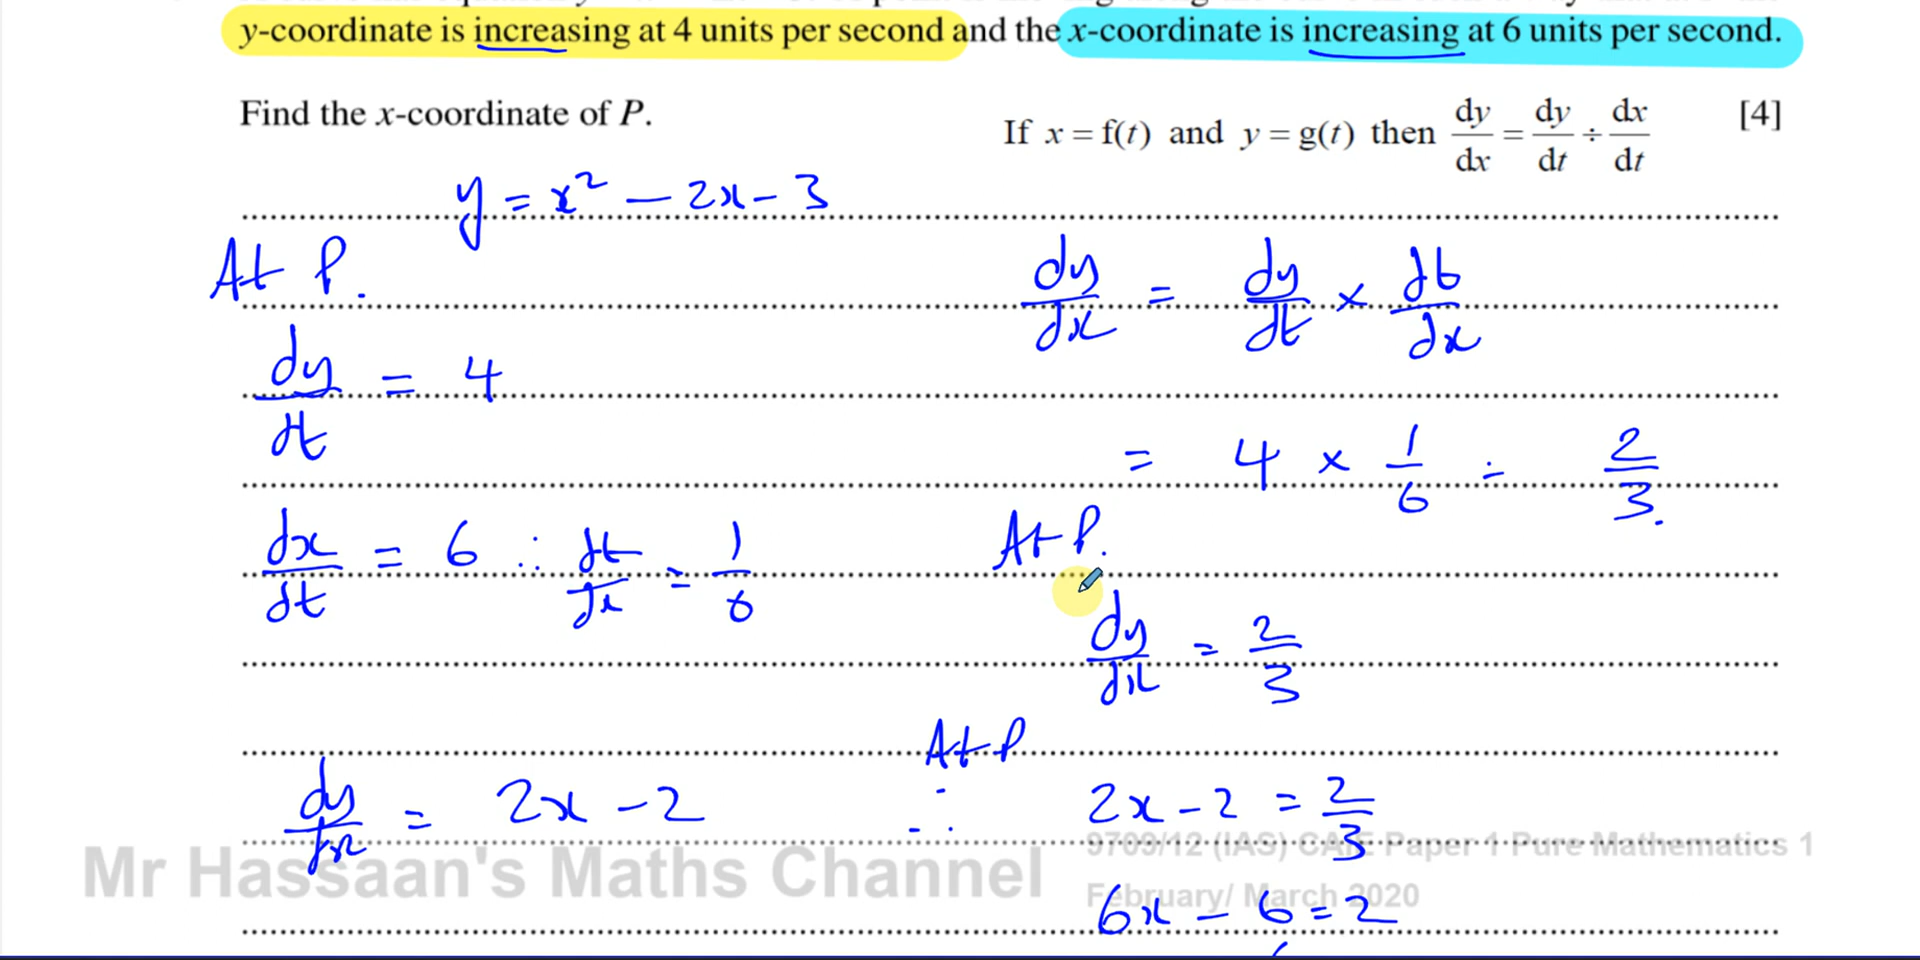 y-coordinate is increasing at 4 units per second and the x-coordinate is increasing at 6 units per second.
Find the x-coordinate of P.
If x = f(t) and y = g(t) then dy/dx = dy/dt ÷ dx/dt [4]
y = x² - 2x - 3
At P.
dy/dt = 4
dx/dt = 6 ∴ dt/dx = 1/6
dy/dx = 2x - 2
dy/dx = dy/dt × dt/dx
= 4 × 1/6 = 2/3.
At P.
dy/dx = 2/3
At P
∴ 2x - 2 = 2/3
6x - 6 = 2
Mr Hassaan's Maths Channel
9709/12 (IAS) CAIE Paper 1 Pure Mathematics 1
February/ March 2020